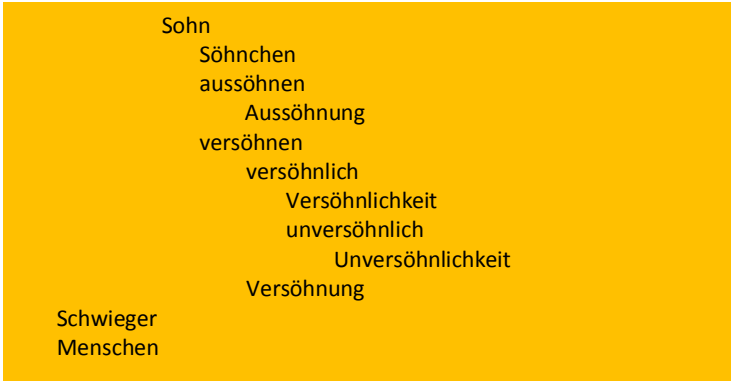 Sohn
Söhnchen
aussöhnen
Aussöhnung
versöhnen
versöhnlich
Versöhnlichkeit
unversöhnlich
Unversöhnlichkeit
Versöhnung
Schwieger
Menschen